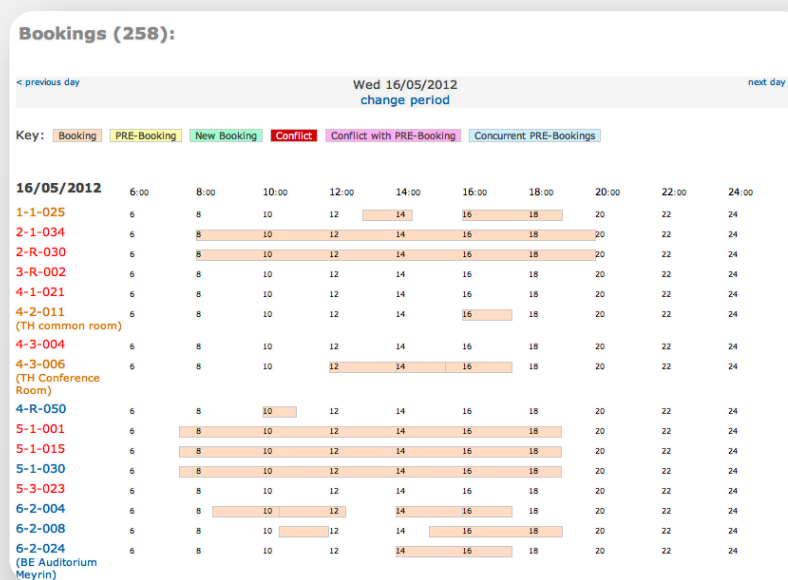 Bookings (258):
< previous day Wed 16/05/2012 next day
change period
Key: Booking PRE-Booking New Booking Conflict Conflict with PRE-Booking Concurrent PRE-Bookings
16/05/2012 6:00 8:00 10:00 12:00 14:00 16:00 18:00 20:00 22:00 24:00
1-1-025 6 8 10 12 14 16 18 20 22 24
2-1-034 6 8 10 12 14 16 18 20 22 24
2-R-030 6 8 10 12 14 16 18 20 22 24
3-R-002 6 8 10 12 14 16 18 20 22 24
4-1-021 6 8 10 12 14 16 18 20 22 24
4-2-011 6 8 10 12 14 16 18 20 22 24
(TH common room)
4-3-004 6 8 10 12 14 16 18 20 22 24
4-3-006 6 8 10 12 14 16 18 20 22 24
(TH Conference
Room)
4-R-050 6 8 10 12 14 16 18 20 22 24
5-1-001 6 8 10 12 14 16 18 20 22 24
5-1-015 6 8 10 12 14 16 18 20 22 24
5-1-030 6 8 10 12 14 16 18 20 22 24
5-3-023 6 8 10 12 14 16 18 20 22 24
6-2-004 6 8 10 12 14 16 18 20 22 24
6-2-008 6 8 10 12 14 16 18 20 22 24
6-2-024 6 8 10 12 14 16 18 20 22 24
(BE Auditorium
Meyrin)